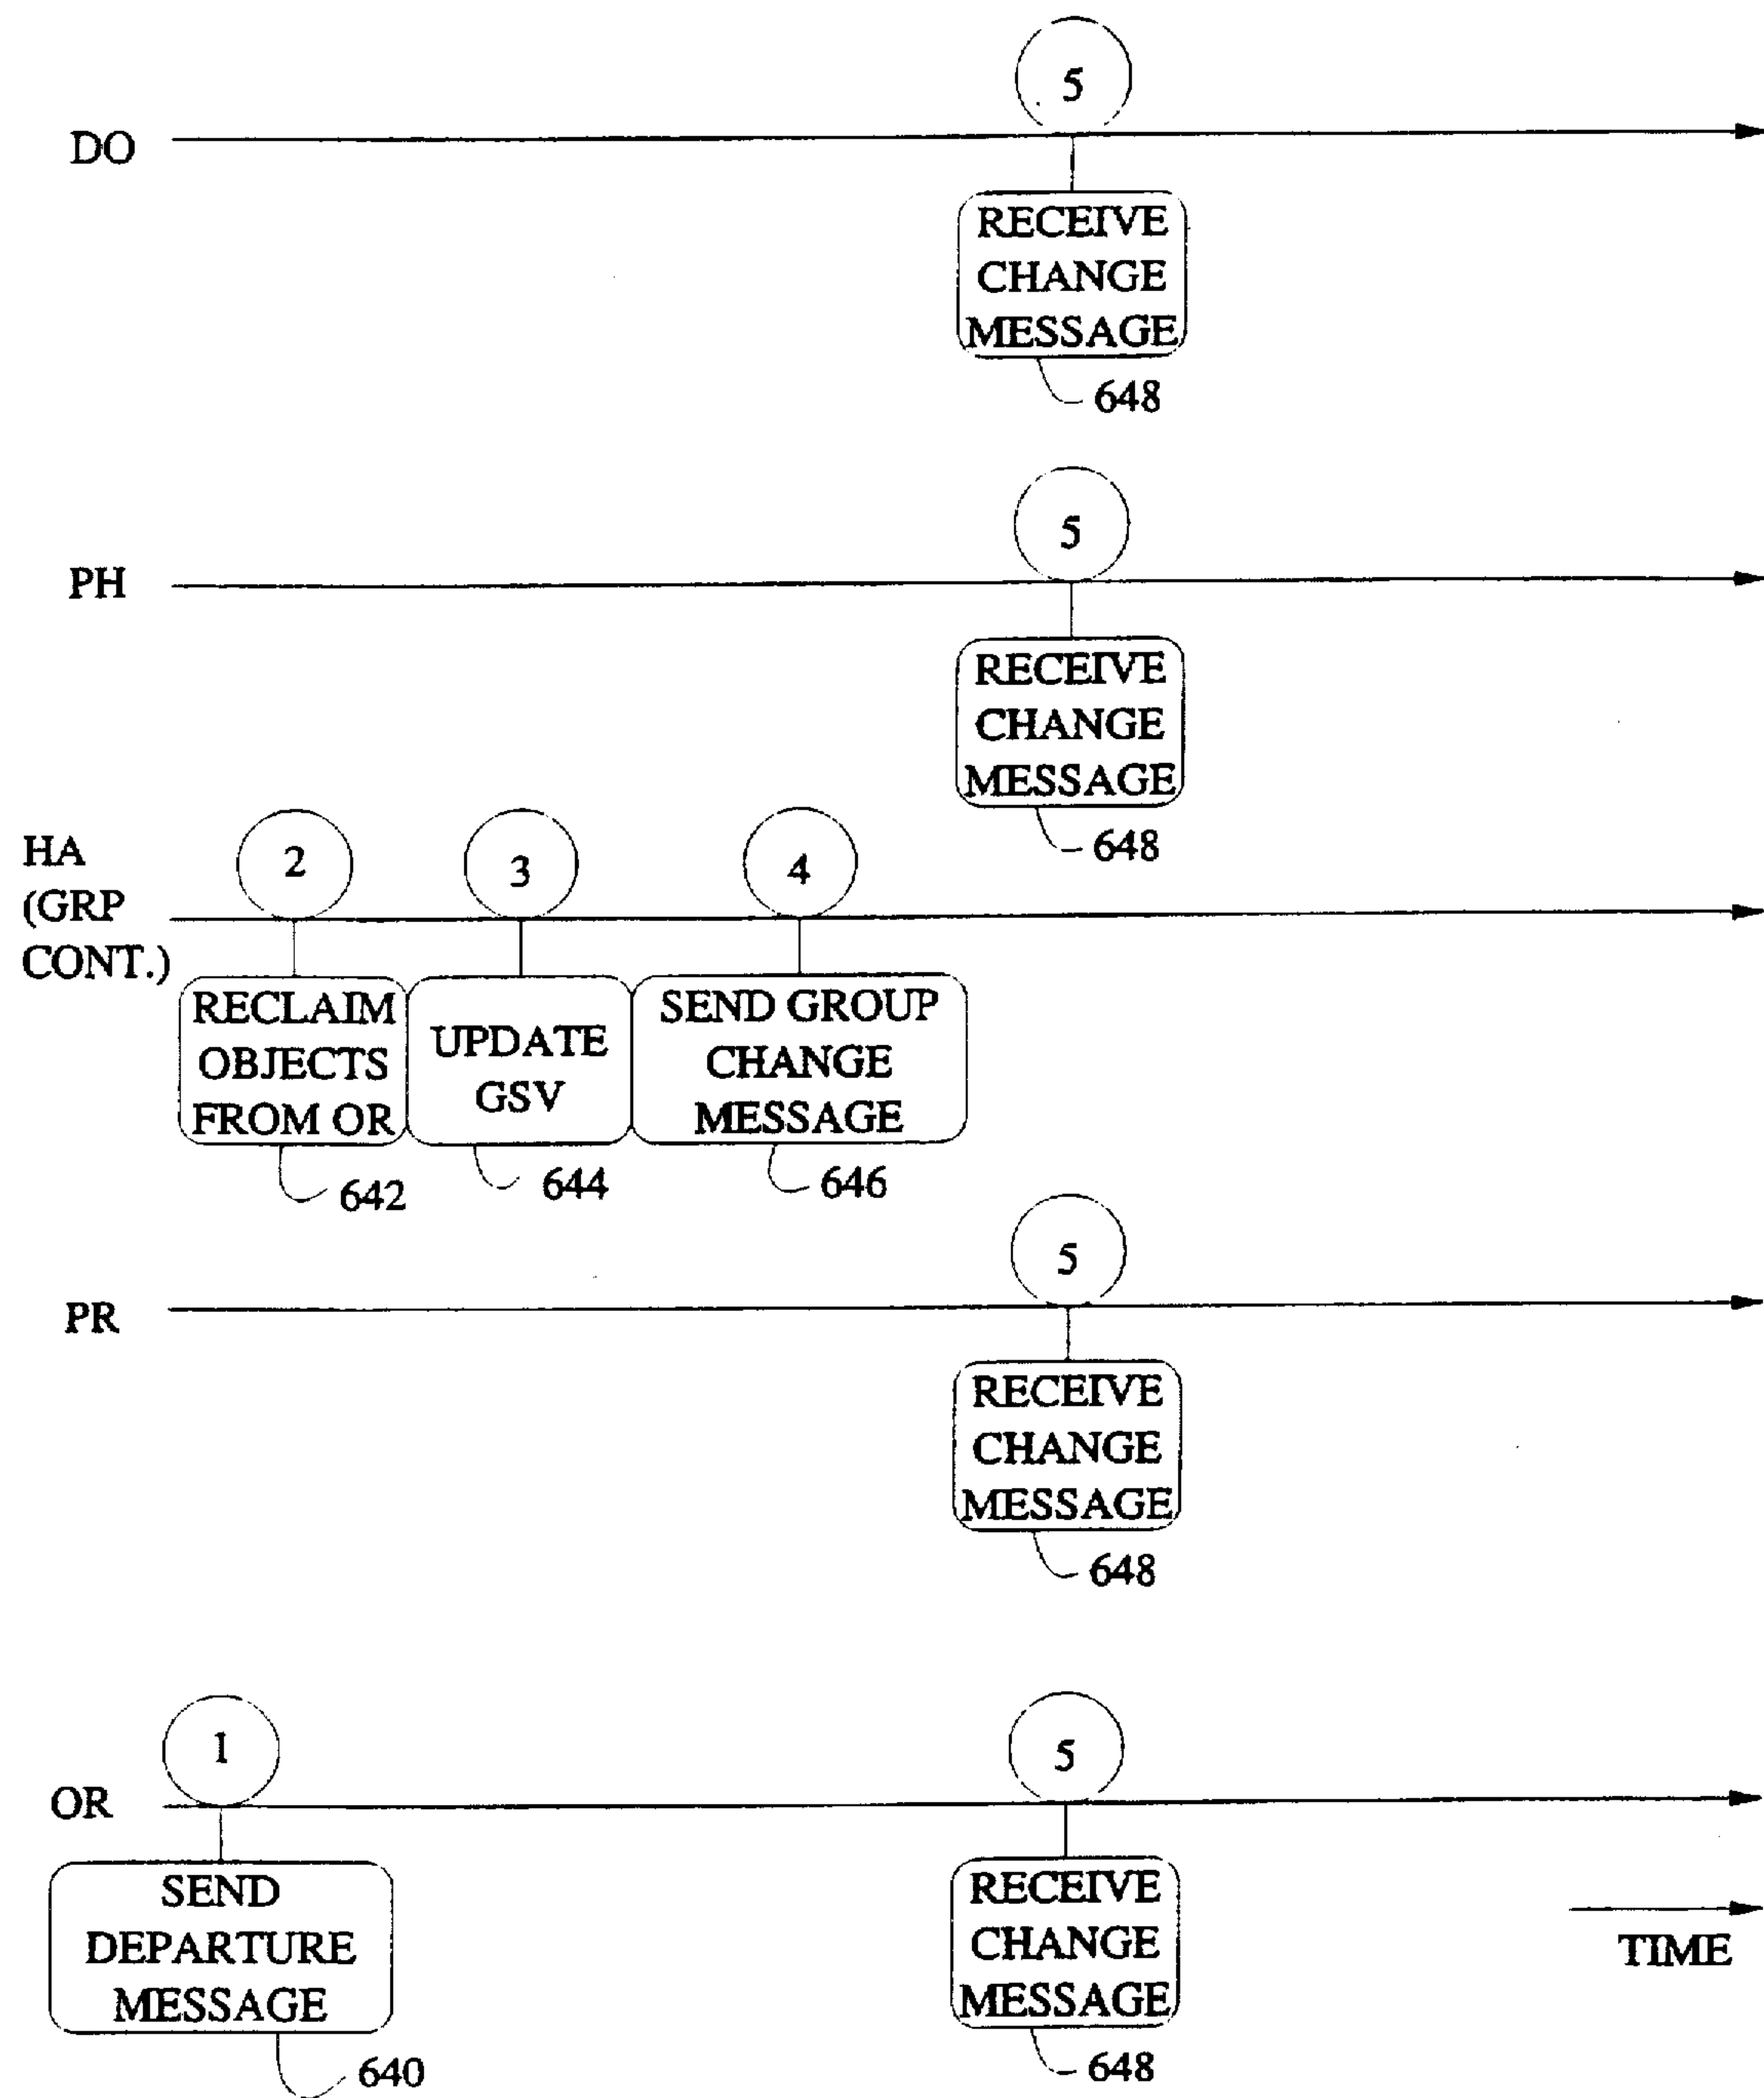 5
DO
RECEIVE
CHANGE
MESSAGE
648
5
PH
RECEIVE
CHANGE
MESSAGE
648
HA
(GRP
CONT.)
2
3
4
RECLAIM
OBJECTS
FROM OR
642
UPDATE
GSV
644
SEND GROUP
CHANGE
MESSAGE
646
5
PR
RECEIVE
CHANGE
MESSAGE
648
1
5
OR
SEND
DEPARTURE
MESSAGE
640
RECEIVE
CHANGE
MESSAGE
648
TIME